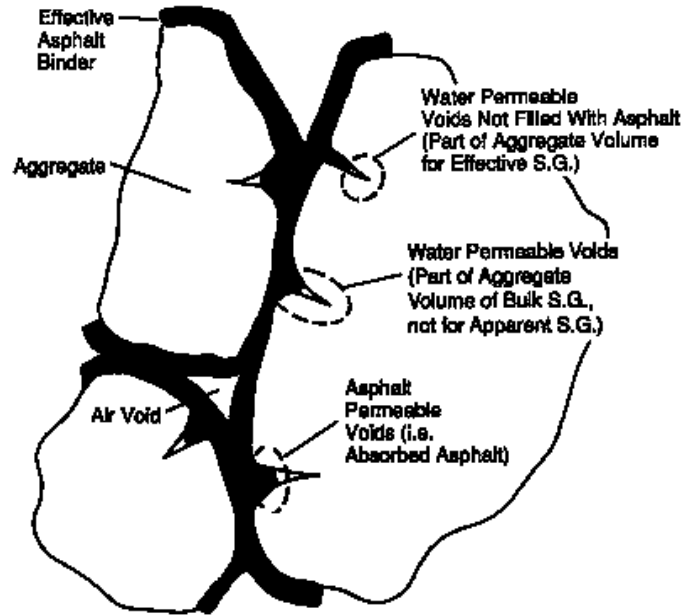 Effective
Asphalt
Binder
Water Permeable
Voids Not Filled With Asphalt
(Part of Aggregate Volume
for Effective S.G.)
Aggregate
Water Permeable Voids
(Part of Aggregate
Volume of Bulk S.G.,
not for Apparent S.G.)
Asphalt
Permeable
Voids (i.e.
Absorbed Asphalt)
Air Void